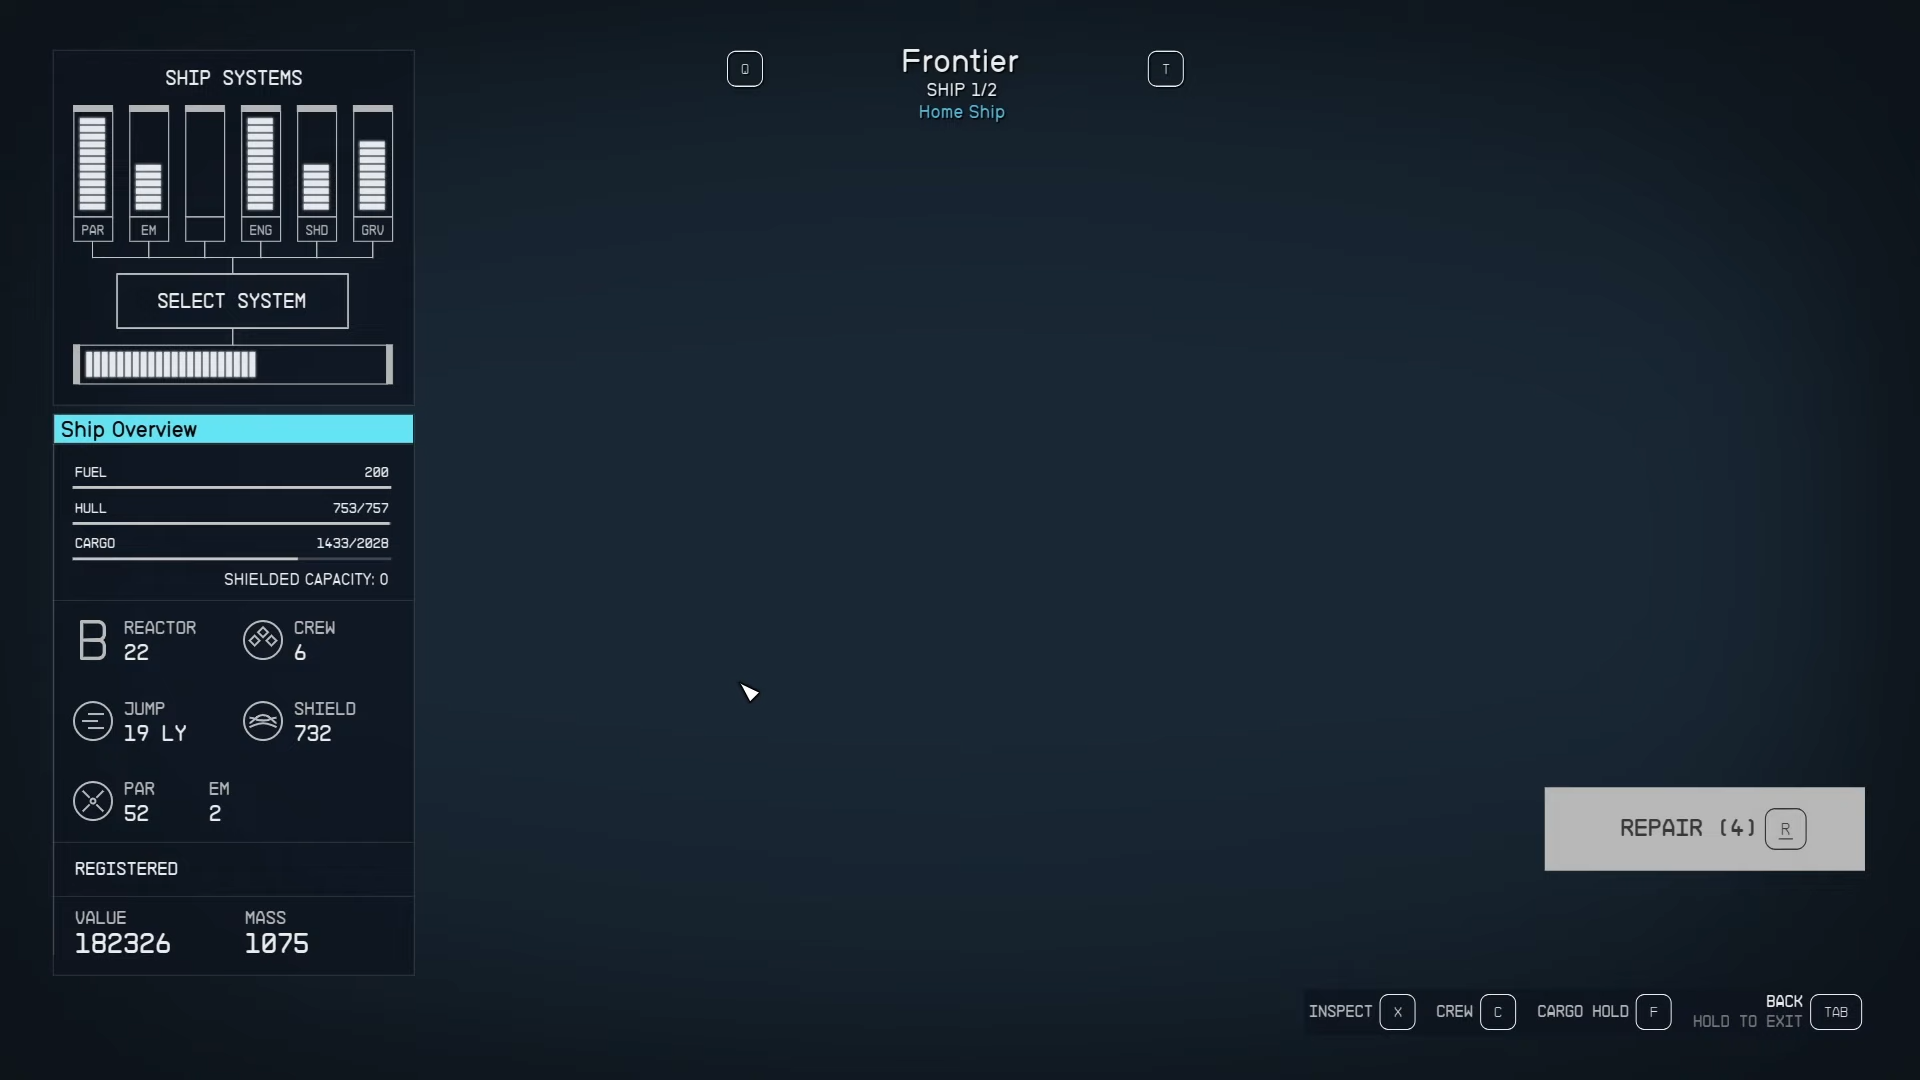 SHIP SYSTEMS
PAR EM ENG SHD GRV
SELECT SYSTEM
Q
Frontier
SHIP 1/2
Home Ship
T
Ship Overview
FUEL 200
HULL 753/757
CARGO 1433/2028
SHIELDED CAPACITY: 0
B REACTOR 22
CREW 6
JUMP 19 LY
SHIELD 732
PAR 52
EM 2
REGISTERED
VALUE 182326
MASS 1075
REPAIR (4) R
INSPECT X CREW C CARGO HOLD F BACK TAB
HOLD TO EXIT